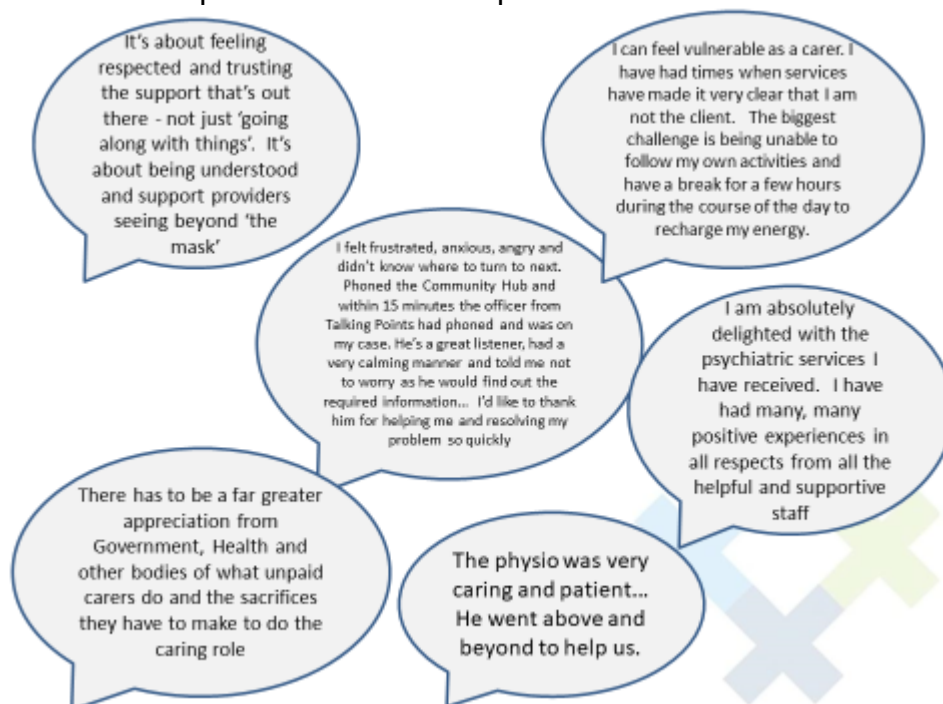 It's about feeling
respected and trusting
the support that's out
there - not just 'going
along with things'. It's
about being understood
and support providers
seeing beyond 'the
mask'
I can feel vulnerable as a carer. I
have had times when services
have made it very clear that I am
not the client. The biggest
challenge is being unable to
follow my own activities and
have a break for a few hours
during the course of the day to
recharge my energy.
I felt frustrated, anxious, angry and
didn't know where to turn to next.
Phoned the Community Hub and
within 15 minutes the officer from
Talking Points had phoned and was on
my case. He's a great listener, had a
very calming manner and told me not
to worry as he would find out the
required information... I'd like to thank
him for helping me and resolving my
problem so quickly
I am absolutely
delighted with the
psychiatric services I
have received. I have
had many, many
positive experiences in
all respects from all the
helpful and supportive
staff
There has to be a far greater
appreciation from
Government, Health and
other bodies of what unpaid
carers do and the sacrifices
they have to make to do the
caring role
The physio was very
caring and patient...
He went above and
beyond to help us.